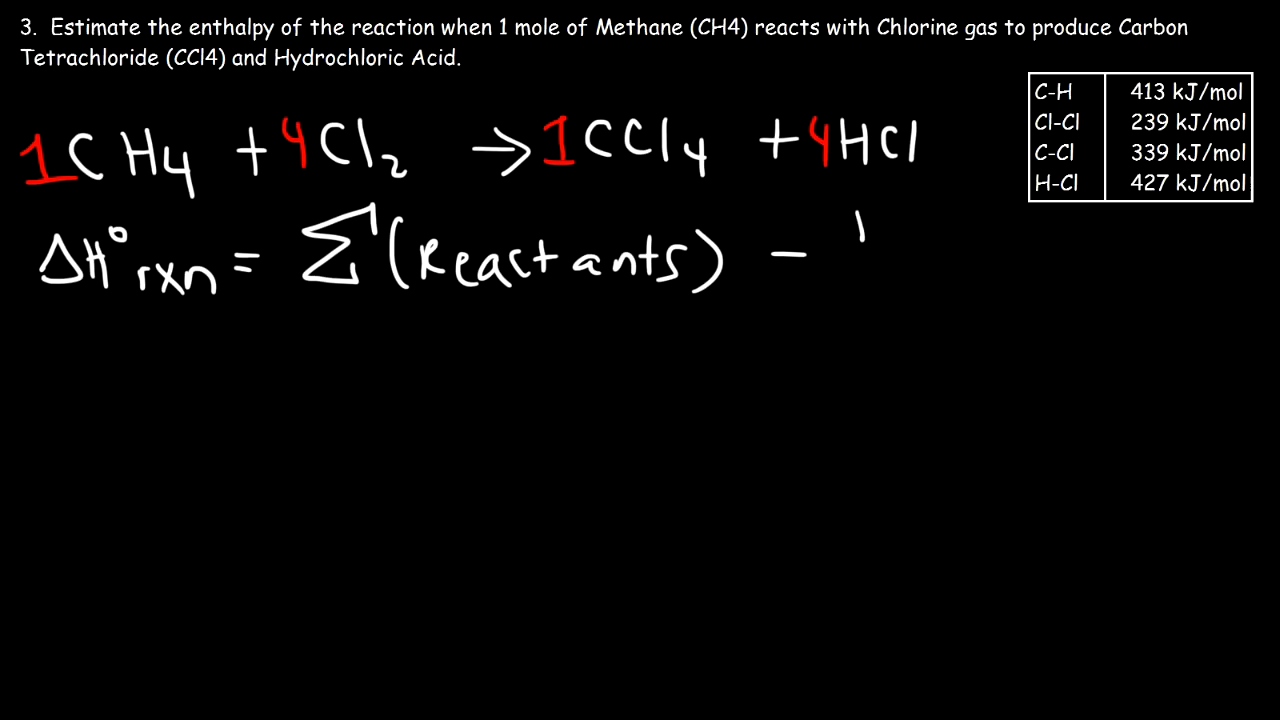 3. Estimate the enthalpy of the reaction when 1 mole of Methane (CH4) reacts with Chlorine gas to produce Carbon
Tetrachloride (CCl4) and Hydrochloric Acid.
C-H 413 kJ/mol
Cl-Cl 239 kJ/mol
C-Cl 339 kJ/mol
H-Cl 427 kJ/mol
1CH₄ + 4Cl₂ → 1CCl₄ + 4HCl
ΔH°rxn = Σ(Reactants) -